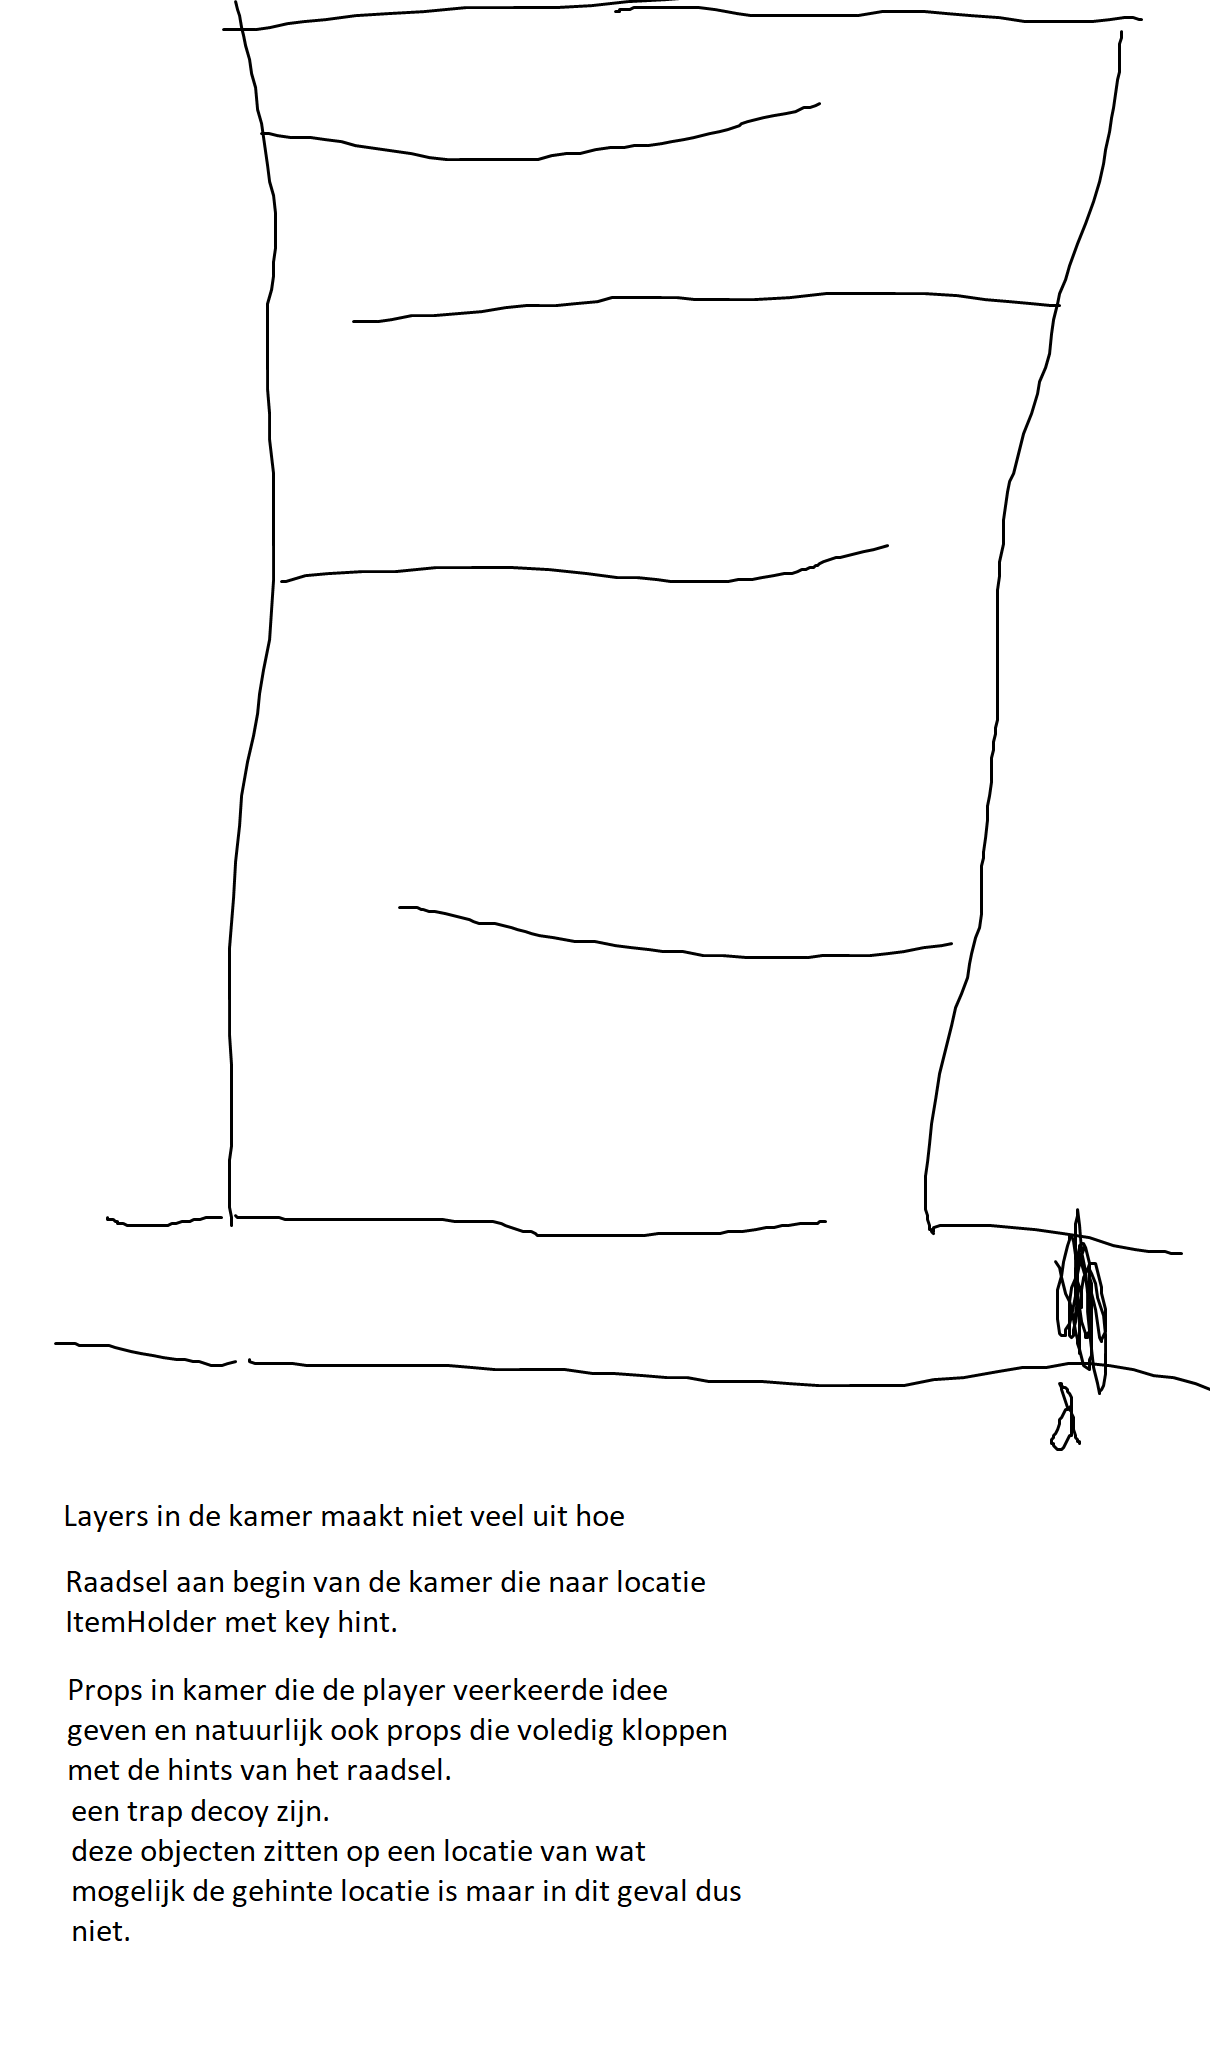 Layers in de kamer maakt niet veel uit hoe
Raadsel aan begin van de kamer die naar locatie
ItemHolder met key hint.
Props in kamer die de player veerkeerde idee
geven en natuurlijk ook props die voledig kloppen
met de hints van het raadsel.
een trap decoy zijn.
deze objecten zitten op een locatie van wat
mogelijk de gehinte locatie is maar in dit geval dus
niet.